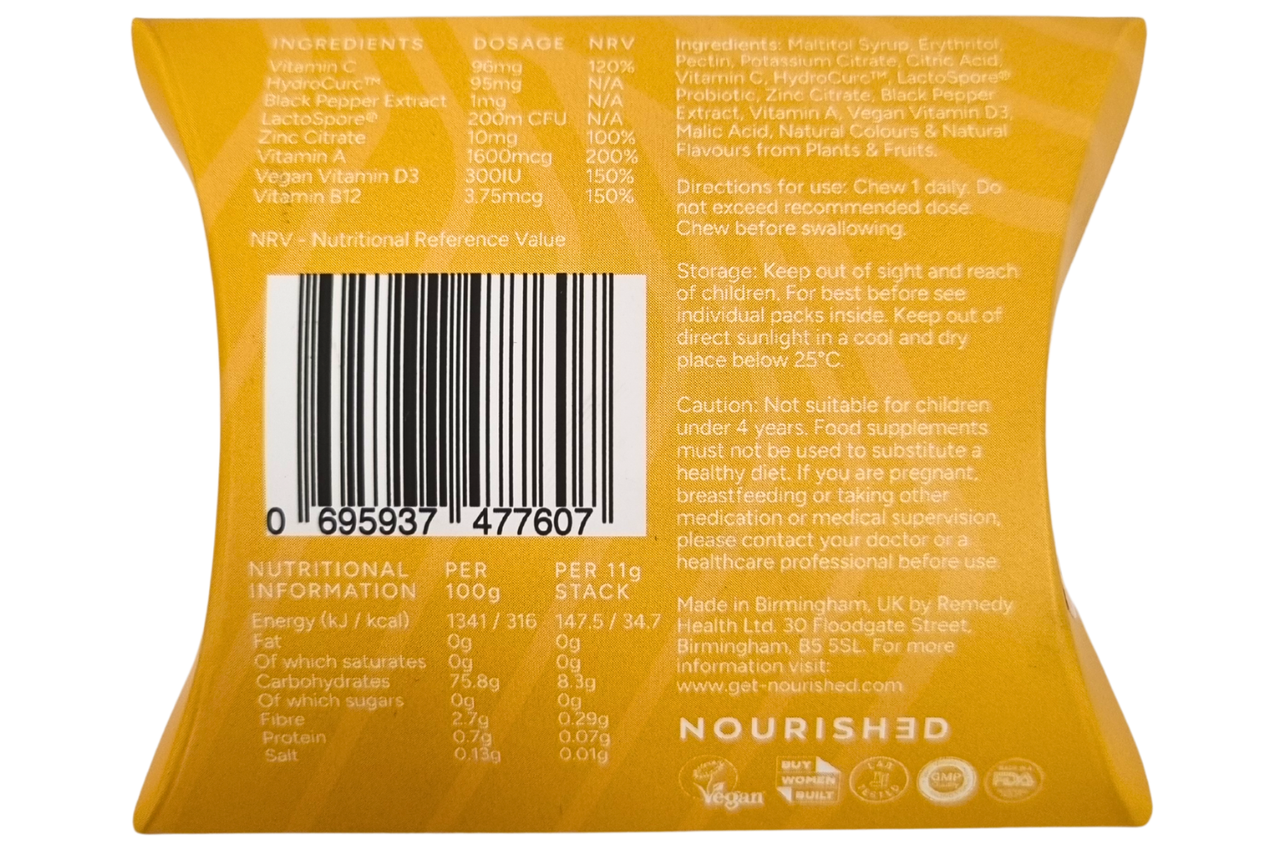 INGREDIENTS DOSAGE NRV
Vitamin C 96mg 120%
HydroCurc™ 95mg N/A
Black Pepper Extract 1mg N/A
LactoSpore® 200m CFU N/A
Zinc Citrate 10mg 100%
Vitamin A 1600mcg 200%
Vegan Vitamin D3 300IU 150%
Vitamin B12 3.75mcg 150%
NRV - Nutritional Reference Value
0 695937 477607
NUTRITIONAL PER PER 11g
INFORMATION 100g STACK
Energy (kJ / kcal) 1341 / 316 147.5 / 34.7
Fat 0g 0g
Of which saturates 0g 0g
Carbohydrates 75.8g 8.3g
Of which sugars 0g 0g
Fibre 2.7g 0.29g
Protein 0.7g 0.07g
Salt 0.13g 0.01g
Ingredients: Maltitol Syrup, Erythritol,
Pectin, Potassium Citrate, Citric Acid,
Vitamin C, HydroCurc™, LactoSpore®
Probiotic, Zinc Citrate, Black Pepper
Extract, Vitamin A, Vegan Vitamin D3,
Malic Acid, Natural Colours & Natural
Flavours from Plants & Fruits.
Directions for use: Chew 1 daily. Do
not exceed recommended dose.
Chew before swallowing.
Storage: Keep out of sight and reach
of children. For best before see
individual packs inside. Keep out of
direct sunlight in a cool and dry
place below 25°C.
Caution: Not suitable for children
under 4 years. Food supplements
must not be used to substitute a
healthy diet. If you are pregnant,
breastfeeding or taking other
medication or medical supervision,
please contact your doctor or a
healthcare professional before use.
Made in Birmingham, UK by Remedy
Health Ltd. 30 Floodgate Street,
Birmingham, B5 5SL. For more
information visit:
www.get-nourished.com
NOURISHƎD
Vegan
BUY
WOMEN
BUILT
LAB
TESTED
GMP
FDA